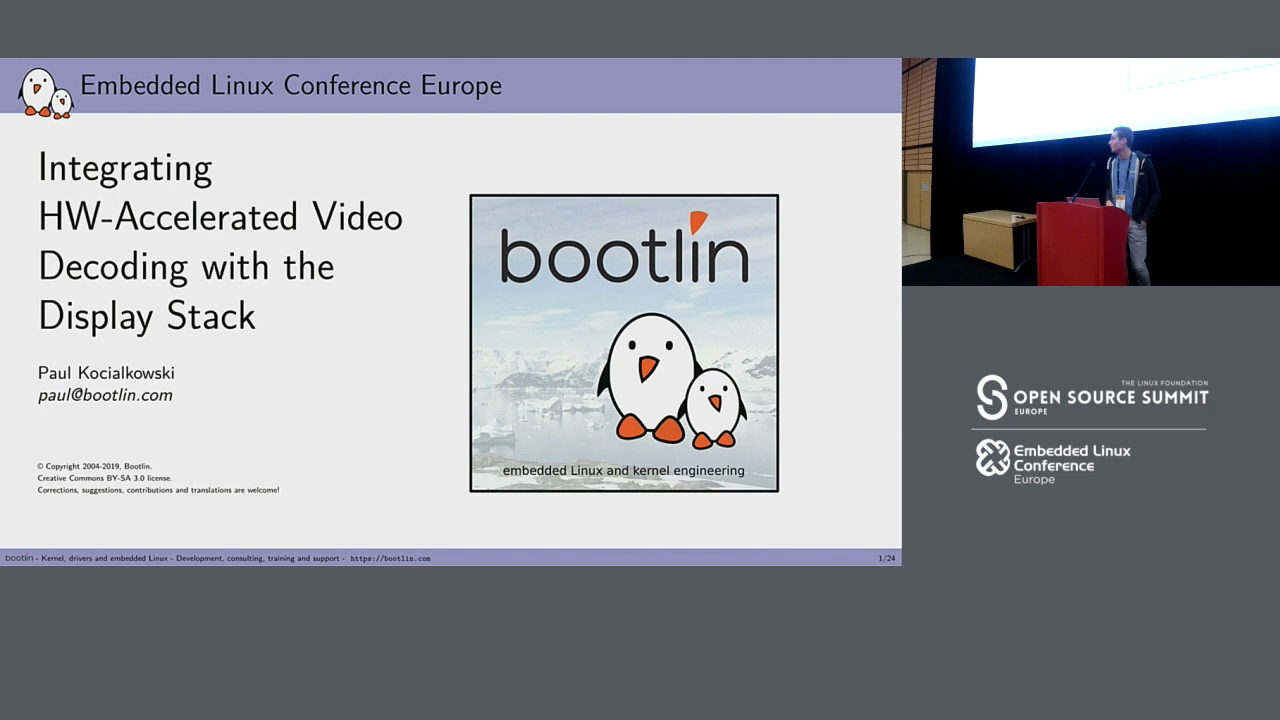 Embedded Linux Conference Europe
Integrating
HW-Accelerated Video
Decoding with the
Display Stack
Paul Kocialkowski
paul@bootlin.com
© Copyright 2004-2019, Bootlin.
Creative Commons BY-SA 3.0 license.
Corrections, suggestions, contributions and translations are welcome!
bootlin
embedded Linux and kernel engineering
bootlin - Kernel, drivers and embedded Linux - Development, consulting, training and support - https://bootlin.com
1/24
THE LINUX FOUNDATION
OPEN SOURCE SUMMIT
EUROPE
Embedded Linux
Conference
Europe